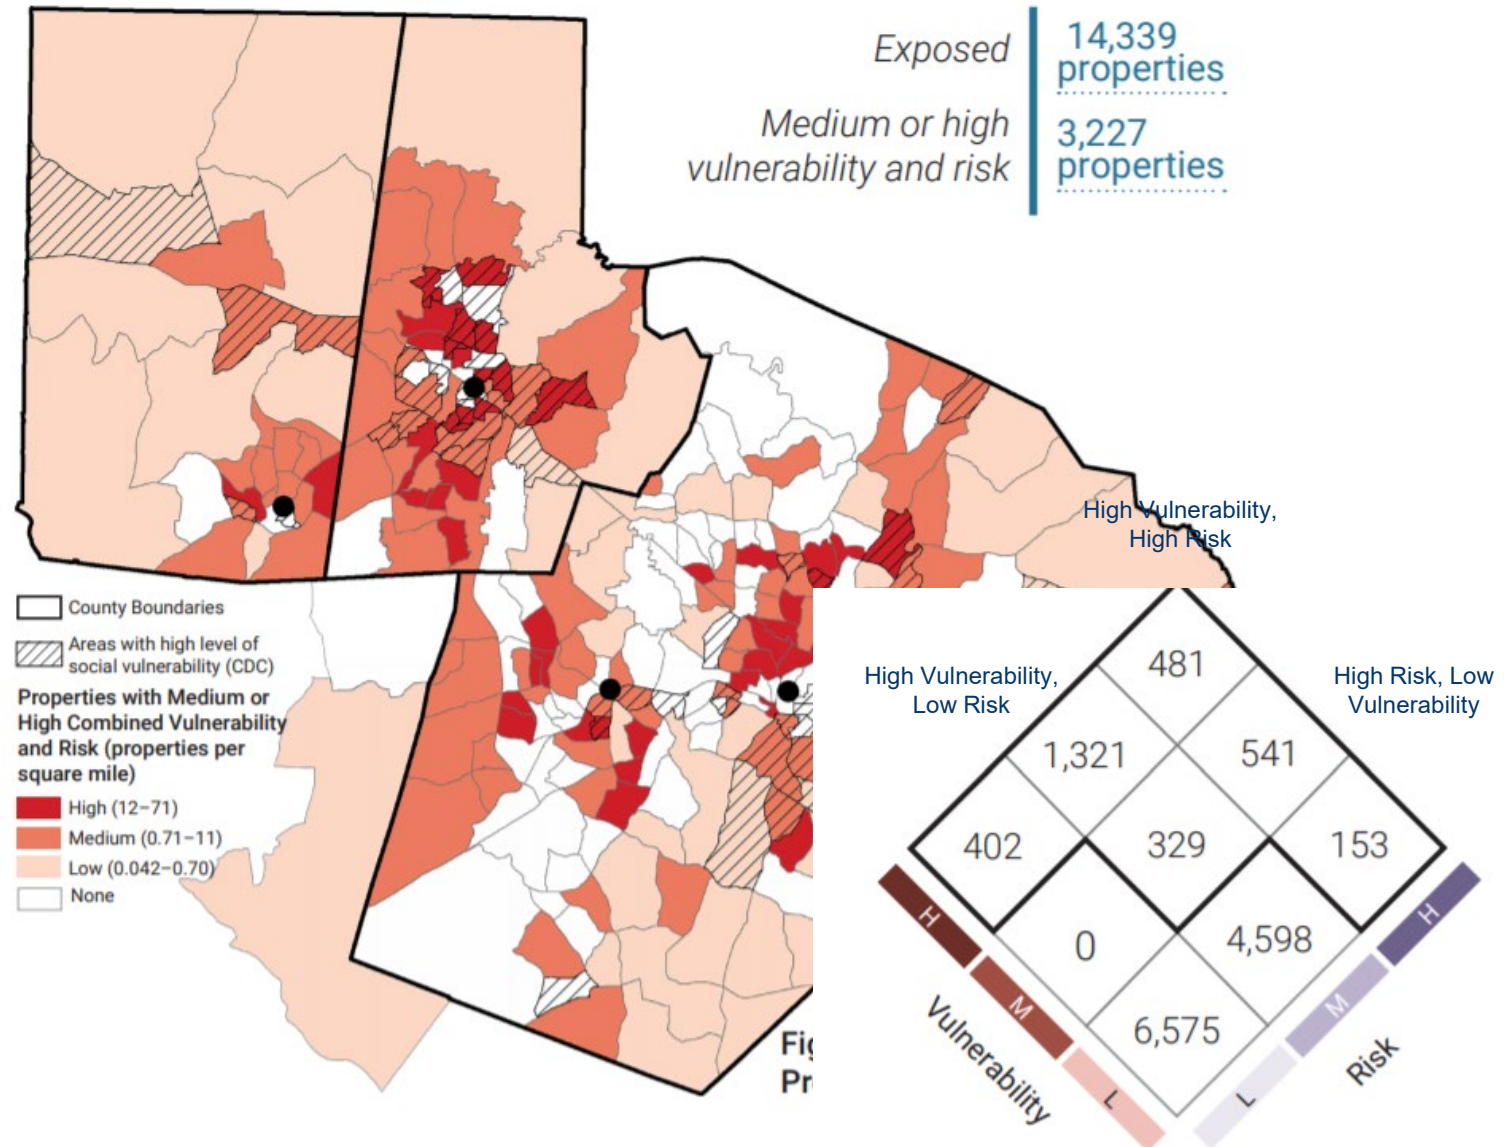 Exposed
14,339
properties
Medium or high
vulnerability and risk
3,227
properties
High Vulnerability,
High Risk
County Boundaries
Areas with high level of
social vulnerability (CDC)
Properties with Medium or
High Combined Vulnerability
and Risk (properties per
square mile)
High (12–71)
Medium (0.71–11)
Low (0.042–0.70)
None
High Vulnerability,
Low Risk
High Risk, Low
Vulnerability
481
1,321
541
402
329
153
0
4,598
6,575
H
M
L
Vulnerability
H
M
L
Risk